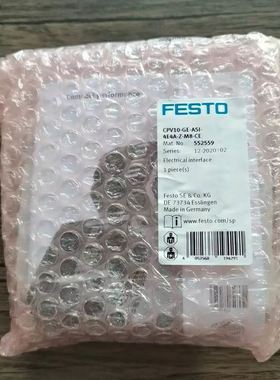 FESTO
CPV10-GE-ASI-
4E4A-Z-M8-CE
Mat. No. 552559
Series: 12-2020|02
Electrical interface
1 piece(s)
Festo SE & Co. KG
DE-73734 Esslingen
Made in Germany
www.festo.com/sp